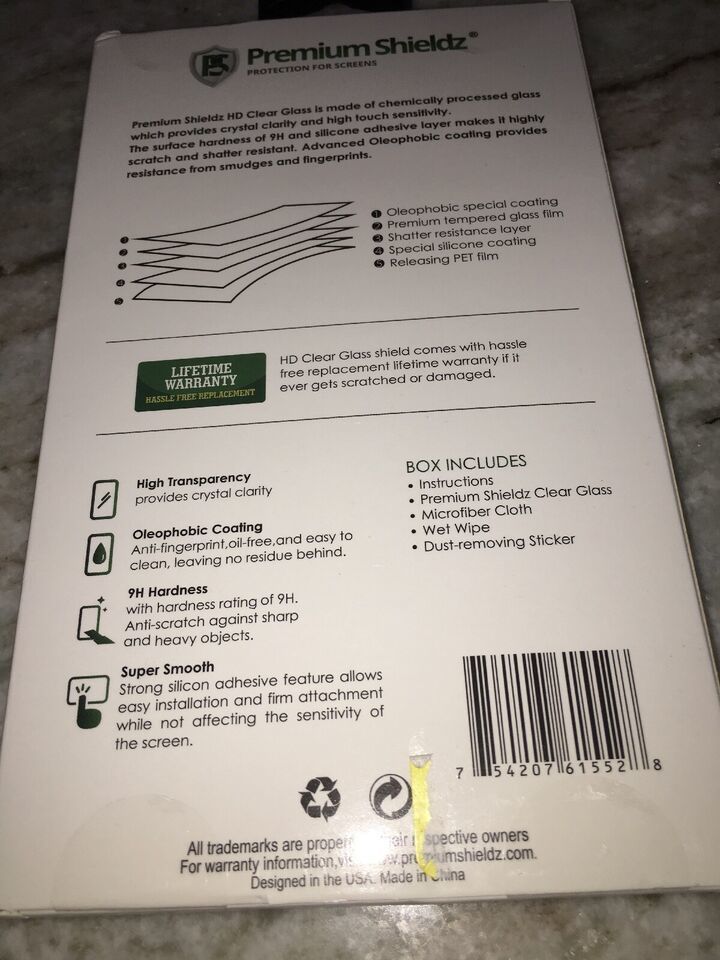 PS
Premium Shieldz®
PROTECTION FOR SCREENS
Premium Shieldz HD Clear Glass is made of chemically processed glass
which provides crystal clarity and high touch sensitivity.
The surface hardness of 9H and silicone adhesive layer makes it highly
scratch and shatter resistant. Advanced Oleophobic coating provides
resistance from smudges and fingerprints.
1
2
3
4
5
1 Oleophobic special coating
2 Premium tempered glass film
3 Shatter resistance layer
4 Special silicone coating
5 Releasing PET film
LIFETIME
WARRANTY
HASSLE FREE REPLACEMENT
HD Clear Glass shield comes with hassle
free replacement lifetime warranty if it
ever gets scratched or damaged.
High Transparency
provides crystal clarity
Oleophobic Coating
Anti-fingerprint,oil-free,and easy to
clean, leaving no residue behind.
9H Hardness
with hardness rating of 9H.
Anti-scratch against sharp
and heavy objects.
Super Smooth
Strong silicon adhesive feature allows
easy installation and firm attachment
while not affecting the sensitivity of
the screen.
BOX INCLUDES
• Instructions
• Premium Shieldz Clear Glass
• Microfiber Cloth
• Wet Wipe
• Dust-removing Sticker
7 54207 61552 8
All trademarks are owners
For warranty information,
Designed in the USA. Made in China